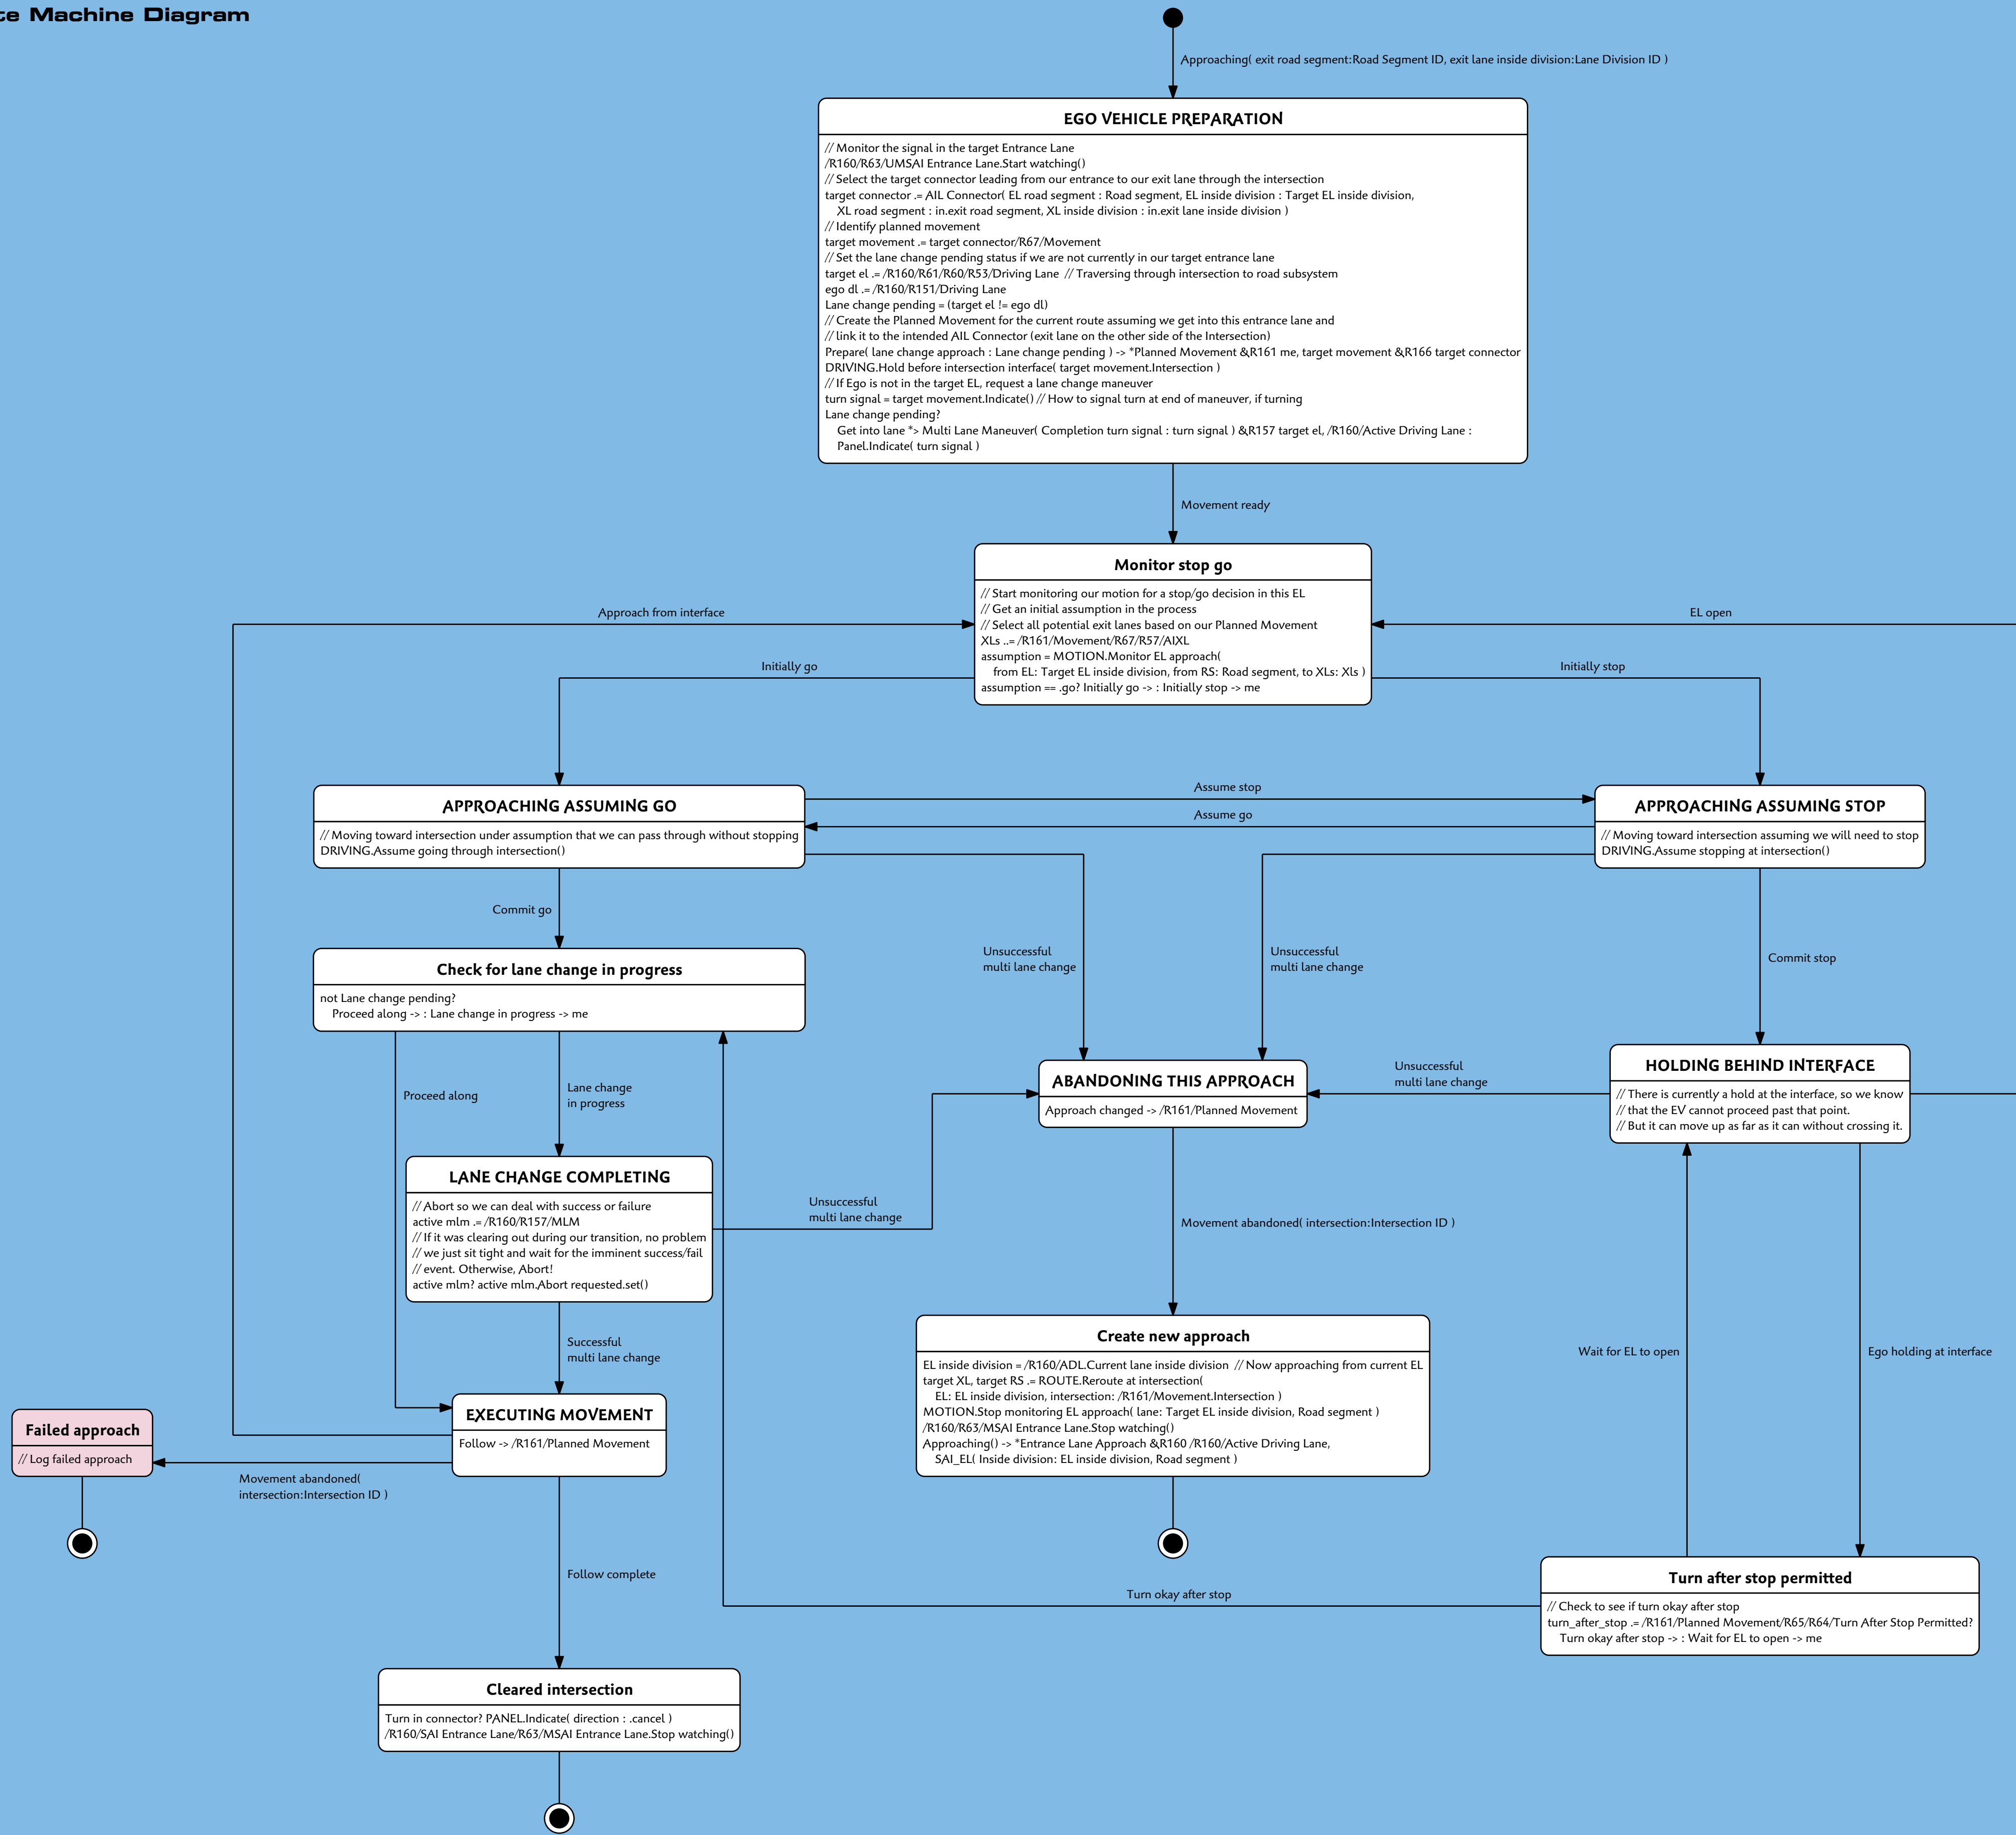 te Machine Diagram
Approaching( exit road segment:Road Segment ID, exit lane inside division:Lane Division ID )
EGO VEHICLE PREPARATION
// Monitor the signal in the target Entrance Lane
/R160/R63/UMSAI Entrance Lane.Start watching()
// Select the target connector leading from our entrance to our exit lane through the intersection
target connector .= AIL Connector( EL road segment : Road segment, EL inside division : Target EL inside division,
XL road segment : in.exit road segment, XL inside division : in.exit lane inside division )
// Identify planned movement
target movement .= target connector/R67/Movement
// Set the lane change pending status if we are not currently in our target entrance lane
target el .= /R160/R61/R60/R53/Driving Lane // Traversing through intersection to road subsystem
ego dl .= /R160/R151/Driving Lane
Lane change pending = (target el != ego dl)
// Create the Planned Movement for the current route assuming we get into this entrance lane and
// link it to the intended AIL Connector (exit lane on the other side of the Intersection)
Prepare( lane change approach : Lane change pending ) -> *Planned Movement &R161 me, target movement &R166 target connector
DRIVING.Hold before intersection interface( target movement.Intersection )
// If Ego is not in the target EL, request a lane change maneuver
turn signal = target movement.Indicate() // How to signal turn at end of maneuver, if turning
Lane change pending?
Get into lane *> Multi Lane Maneuver( Completion turn signal : turn signal ) &R157 target el, /R160/Active Driving Lane :
Panel.Indicate( turn signal )
Movement ready
Monitor stop go
// Start monitoring our motion for a stop/go decision in this EL
// Get an initial assumption in the process
// Select all potential exit lanes based on our Planned Movement
XLs ..= /R161/Movement/R67/R57/AIXL
assumption = MOTION.Monitor EL approach(
from EL: Target EL inside division, from RS: Road segment, to XLs: Xls )
assumption == .go? Initially go -> : Initially stop -> me
Approach from interface
EL open
Initially go
Initially stop
APPROACHING ASSUMING GO
// Moving toward intersection under assumption that we can pass through without stopping
DRIVING.Assume going through intersection()
Assume stop
Assume go
APPROACHING ASSUMING STOP
// Moving toward intersection assuming we will need to stop
DRIVING.Assume stopping at intersection()
Commit go
Unsuccessful
multi lane change
Unsuccessful
multi lane change
Commit stop
Check for lane change in progress
not Lane change pending?
Proceed along -> : Lane change in progress -> me
Proceed along
Lane change
in progress
ABANDONING THIS APPROACH
Approach changed -> /R161/Planned Movement
Unsuccessful
multi lane change
HOLDING BEHIND INTERFACE
// There is currently a hold at the interface, so we know
// that the EV cannot proceed past that point.
// But it can move up as far as it can without crossing it.
LANE CHANGE COMPLETING
// Abort so we can deal with success or failure
active mlm .= /R160/R157/MLM
// If it was clearing out during our transition, no problem
// we just sit tight and wait for the imminent success/fail
// event. Otherwise, Abort!
active mlm? active mlm.Abort requested.set()
Unsuccessful
multi lane change
Movement abandoned( intersection:Intersection ID )
Successful
multi lane change
Create new approach
EL inside division = /R160/ADL.Current lane inside division // Now approaching from current EL
target XL, target RS .= ROUTE.Reroute at intersection(
EL: EL inside division, intersection: /R161/Movement.Intersection )
MOTION.Stop monitoring EL approach( lane: Target EL inside division, Road segment )
/R160/R63/MSAI Entrance Lane.Stop watching()
Approaching() -> *Entrance Lane Approach &R160 /R160/Active Driving Lane,
SAI_EL( Inside division: EL inside division, Road segment )
Wait for EL to open
Ego holding at interface
EXECUTING MOVEMENT
Follow -> /R161/Planned Movement
Failed approach
// Log failed approach
Movement abandoned(
intersection:Intersection ID )
Follow complete
Turn okay after stop
Turn after stop permitted
// Check to see if turn okay after stop
turn_after_stop .= /R161/Planned Movement/R65/R64/Turn After Stop Permitted?
Turn okay after stop -> : Wait for EL to open -> me
Cleared intersection
Turn in connector? PANEL.Indicate( direction : .cancel )
/R160/SAI Entrance Lane/R63/MSAI Entrance Lane.Stop watching()